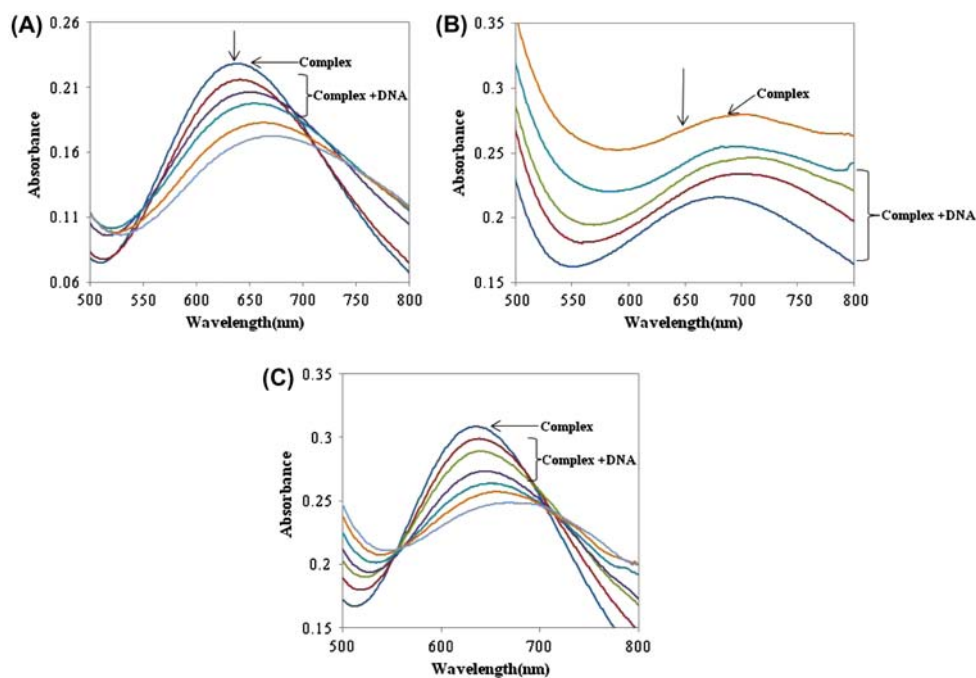 (A)
0.26
0.21
0.16
0.11
0.06
Absorbance
Complex
Complex +DNA
500 550 600 650 700 750 800
Wavelength(nm)
(B)
0.35
0.3
0.25
0.2
0.15
Absorbance
Complex
Complex +DNA
500 550 600 650 700 750 800
Wavelength(nm)
(C)
0.35
0.3
0.25
0.2
0.15
Absorbance
Complex
Complex +DNA
500 600 700 800
Wavelength(nm)